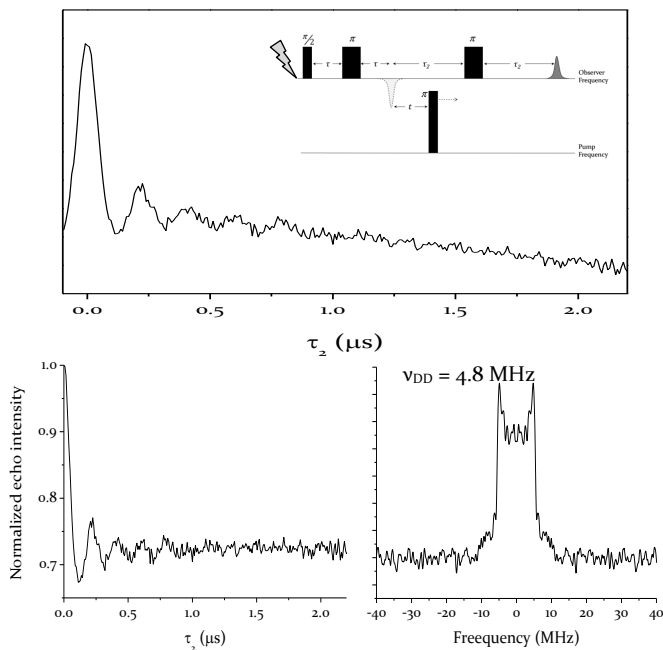 π/2
π
π
τ
τ
τ₂
τ₂
Observer
Frequency
π
t
Pump
Frequency
0.0
0.5
1.0
1.5
2.0
τ₂ (μs)
1.0
0.9
0.8
0.7
Normalized echo intensity
0.0
0.5
1.0
1.5
2.0
τ₂ (μs)
ν_DD = 4.8 MHz
-40
-30
-20
-10
0
10
20
30
40
Freequency (MHz)